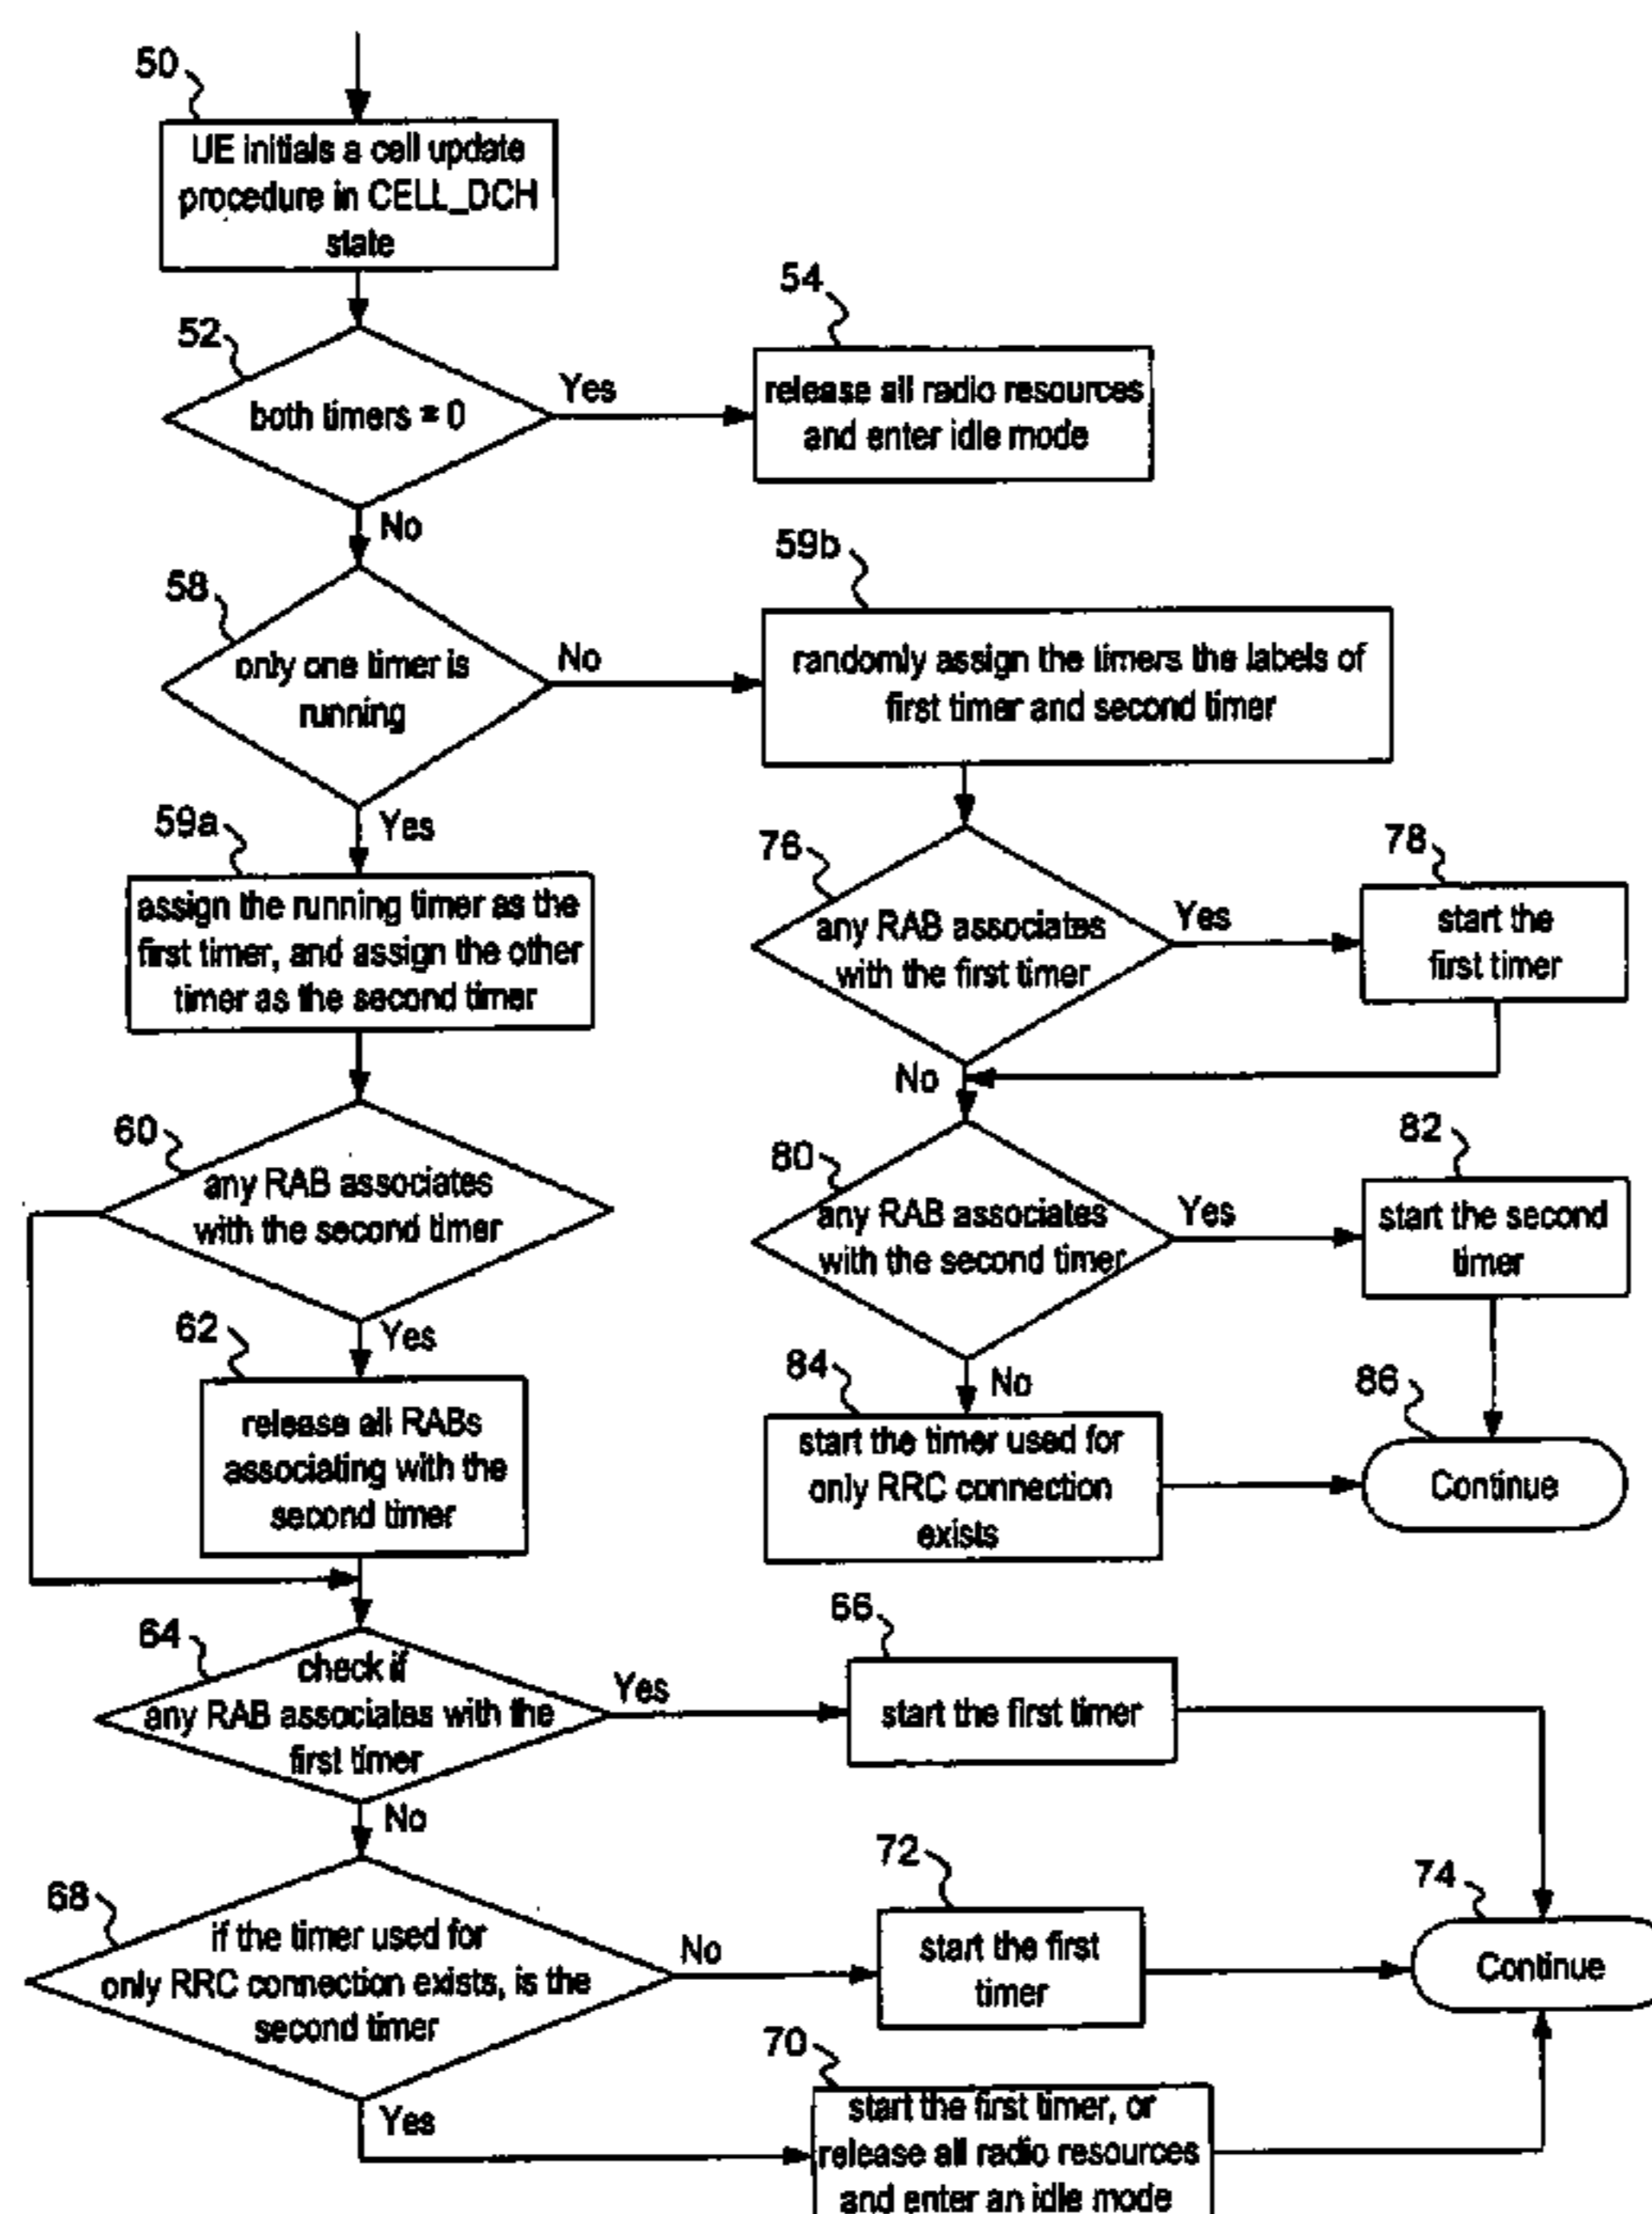 50
UE initials a cell update
procedure in CELL_DCH
state
52
both timers = 0
Yes
No
54
release all radio resources
and enter idle mode
58
only one timer is
running
No
Yes
59b
randomly assign the timers the labels of
first timer and second timer
59a
assign the running timer as the
first timer, and assign the other
timer as the second timer
76
any RAB associates
with the first timer
Yes
No
78
start the
first timer
60
any RAB associates
with the second timer
Yes
80
any RAB associates
with the second timer
Yes
No
82
start the second
timer
62
release all RABs
associating with the
second timer
84
start the timer used for
only RRC connection
exists
86
Continue
64
check if
any RAB associates with the
first timer
Yes
No
66
start the first timer
68
if the timer used for
only RRC connection exists, is the
second timer
No
Yes
72
start the first
timer
74
Continue
70
start the first timer, or
release all radio resources
and enter an idle mode